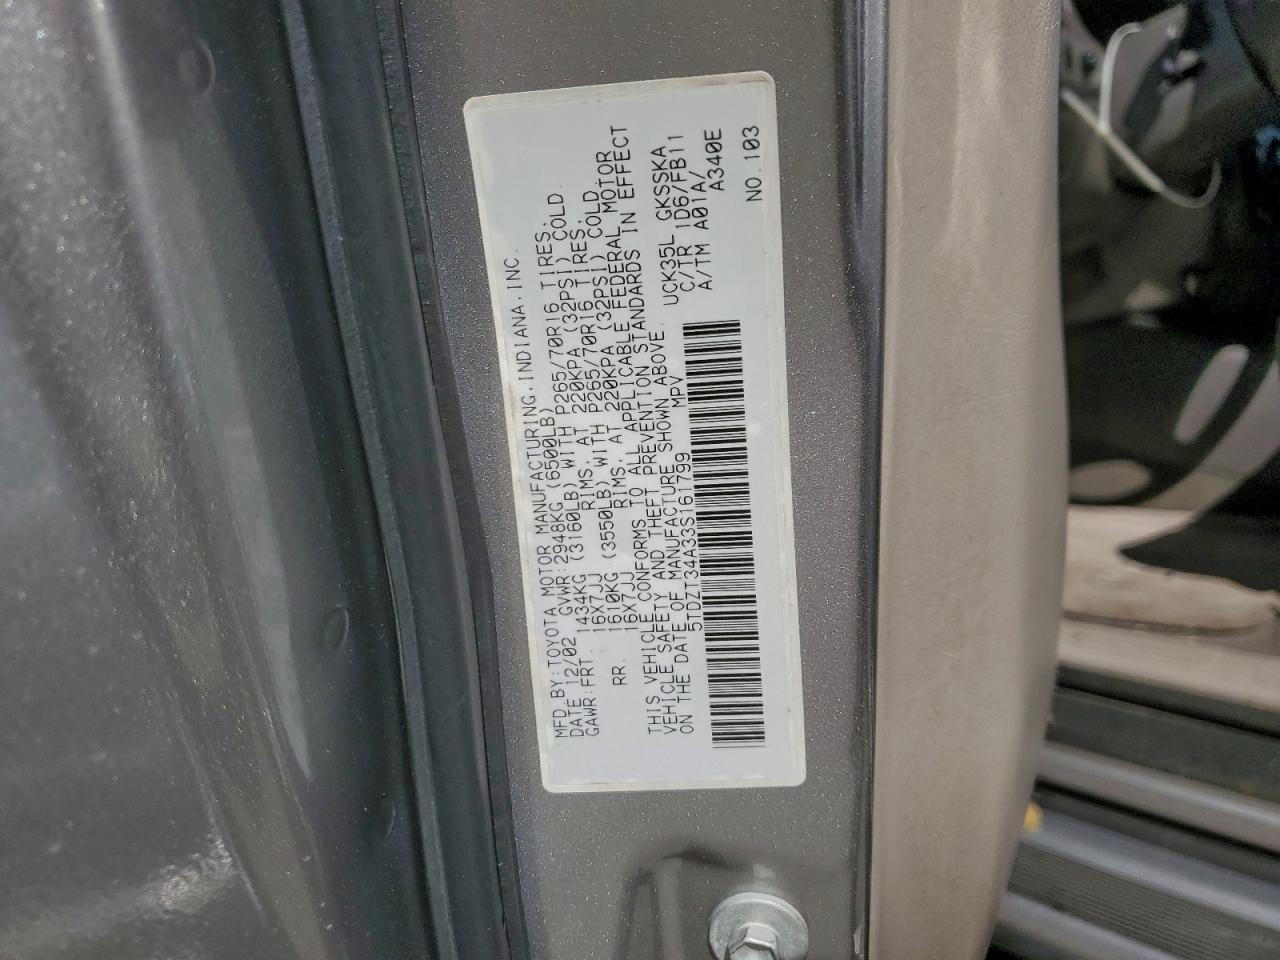 MFD.BY:TOYOTA MOTOR MANUFACTURING,INDIANA.INC.
DATE 12/02 GVWR:2948KG(6500LB)
GAWR:FRT. 1434KG (3160LB) WITH P265/70R16 TIRES,
16X7JJ RIMS, AT 220KPA (32PSI) COLD.
RR. 1610KG (3550LB) WITH P265/70R16 TIRES,
16X7JJ RIMS, AT 220KPA (32PSI) COLD
THIS VEHICLE CONFORMS TO ALL APPLICABLE FEDERAL MOTOR
VEHICLE SAFETY AND THEFT PREVENTION STANDARDS IN EFFECT
ON THE DATE OF MANUFACTURE SHOWN ABOVE.
5TDZT34A33S161799 MPV
UCK35L GKSSKA
C/TR 1D6/FB11
A/TM A01A/
A340E
NO.103